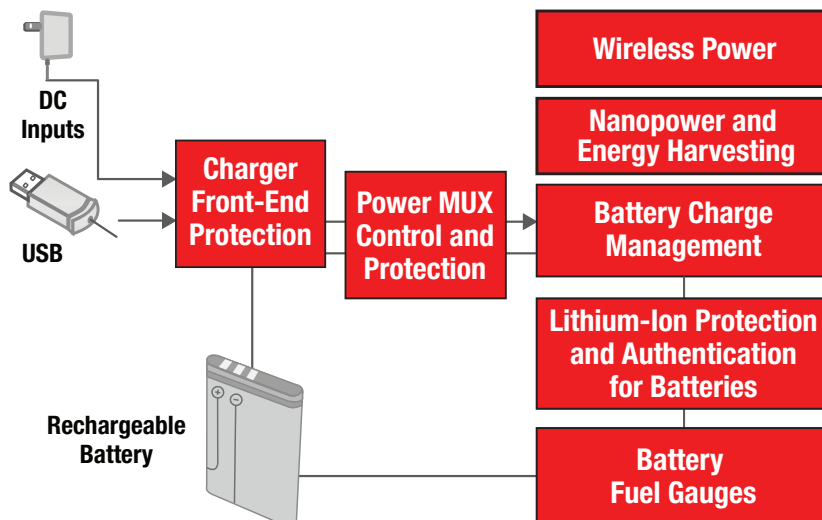 DC
Inputs
USB
Charger
Front-End
Protection
Power MUX
Control and
Protection
Wireless Power
Nanopower and
Energy Harvesting
Battery Charge
Management
Lithium-Ion Protection
and Authentication
for Batteries
Battery
Fuel Gauges
Rechargeable
Battery
+
−